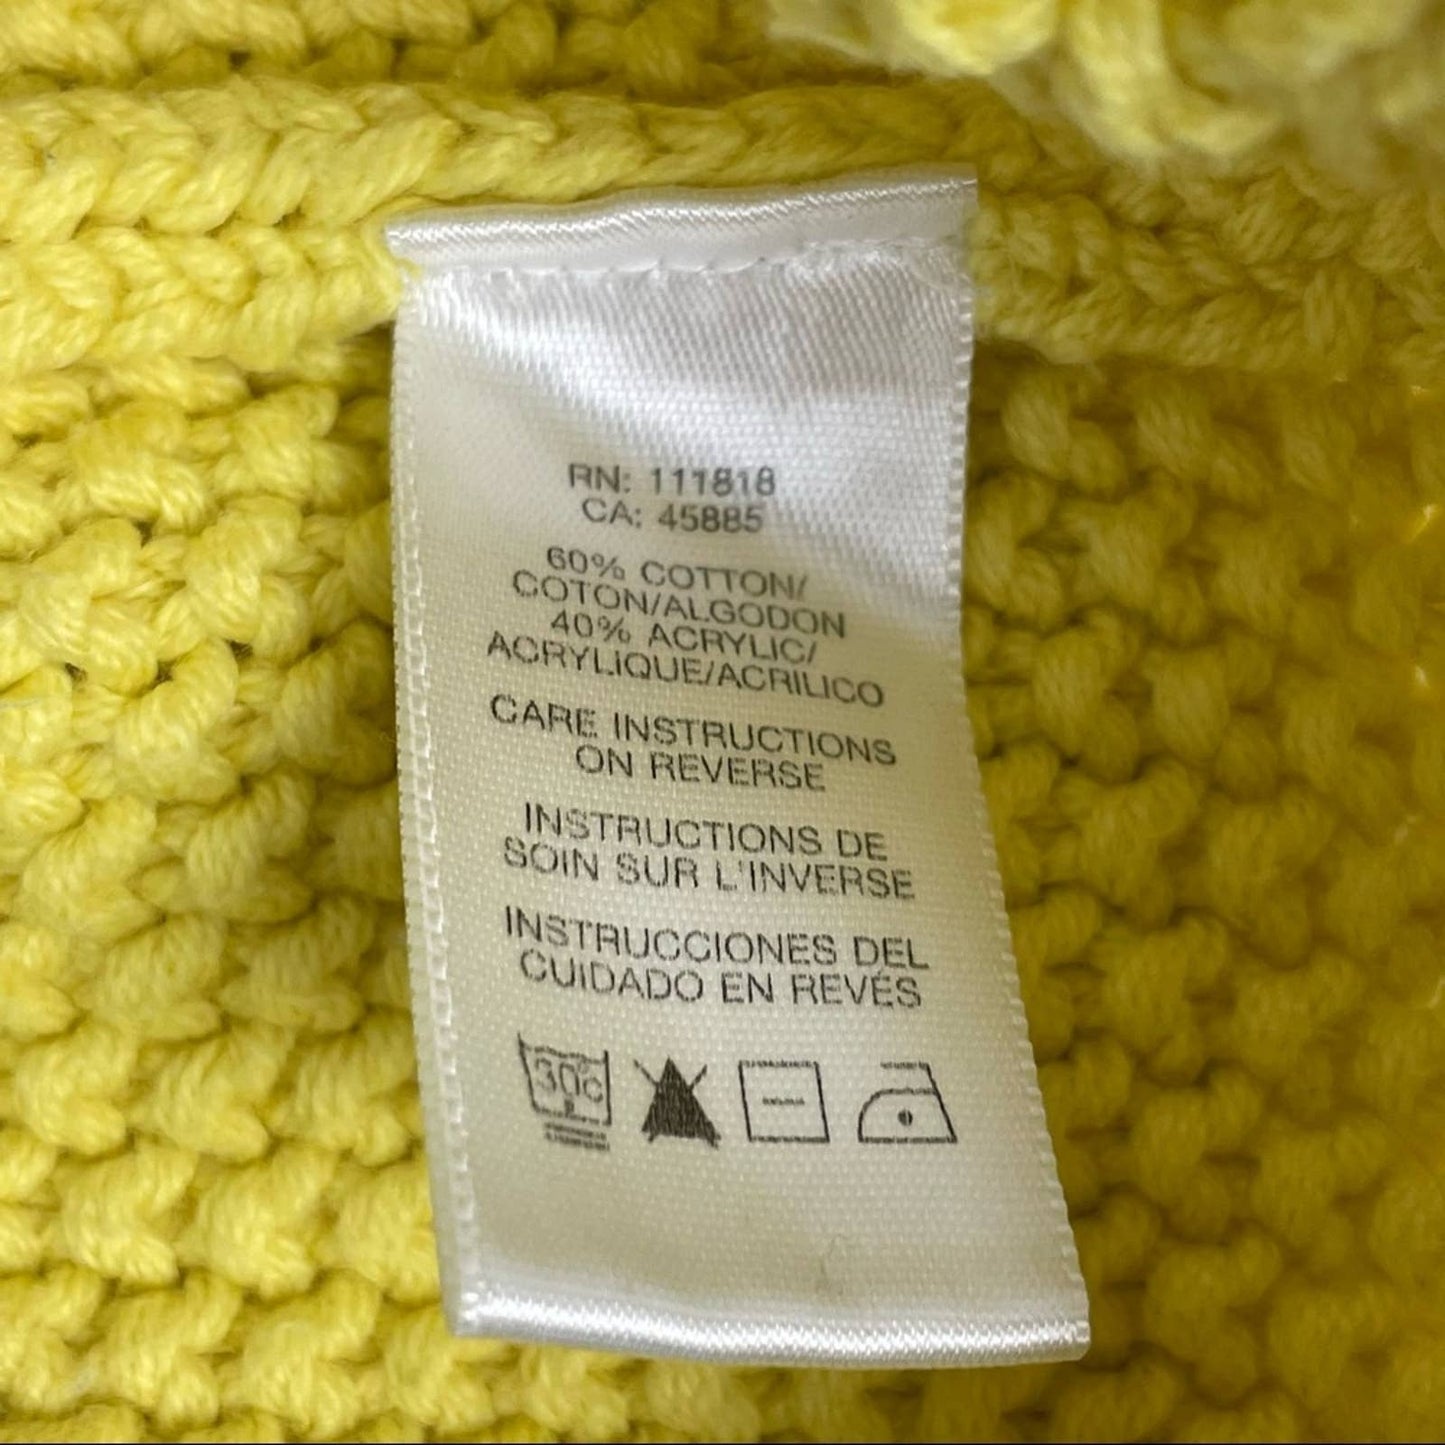 RN: 111818
CA: 45885
60% COTTON/
COTON/ALGODON
40% ACRYLIC/
ACRYLIQUE/ACRILICO
CARE INSTRUCTIONS
ON REVERSE
INSTRUCTIONS DE
SOIN SUR L'INVERSE
INSTRUCCIONES DEL
CUIDADO EN REVÉS
30°C